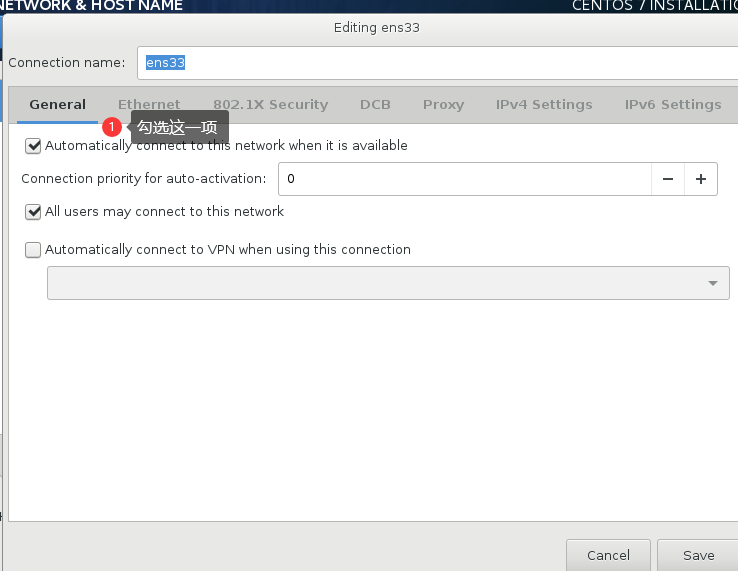 NETWORK & HOST NAME CENTOS 7 INSTALLATIO
Editing ens33
Connection name: ens33
General Ethernet 802.1X Security DCB Proxy IPv4 Settings IPv6 Settings
1 勾选这一项
Automatically connect to this network when it is available
Connection priority for auto-activation: 0 − +
All users may connect to this network
Automatically connect to VPN when using this connection
Cancel Save